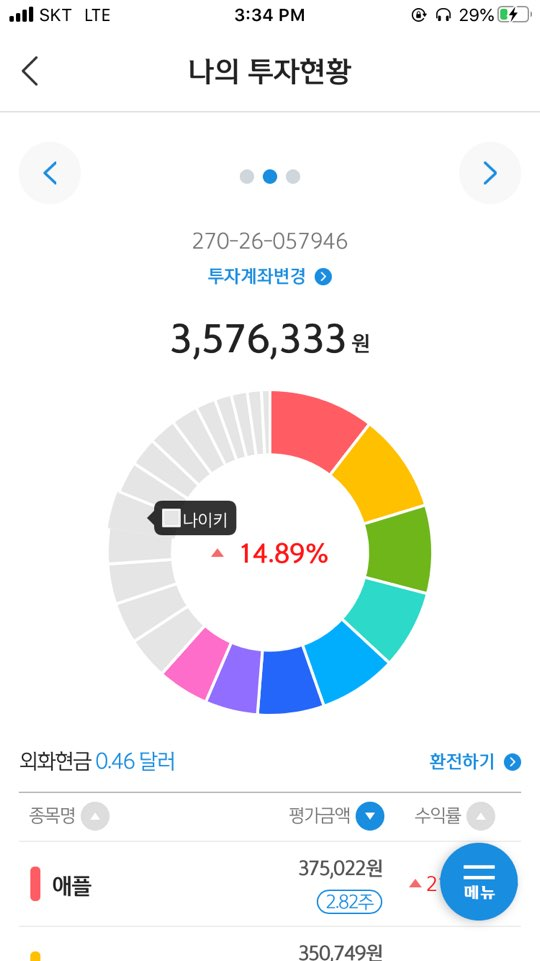 SKT LTE 3:34 PM 29%
나의 투자현황
270-26-057946
투자계좌변경
3,576,333 원
나이키
14.89%
외화현금 0.46 달러 환전하기
종목명 평가금액 수익률
애플 375,022원
2.82주
메뉴
350,749원